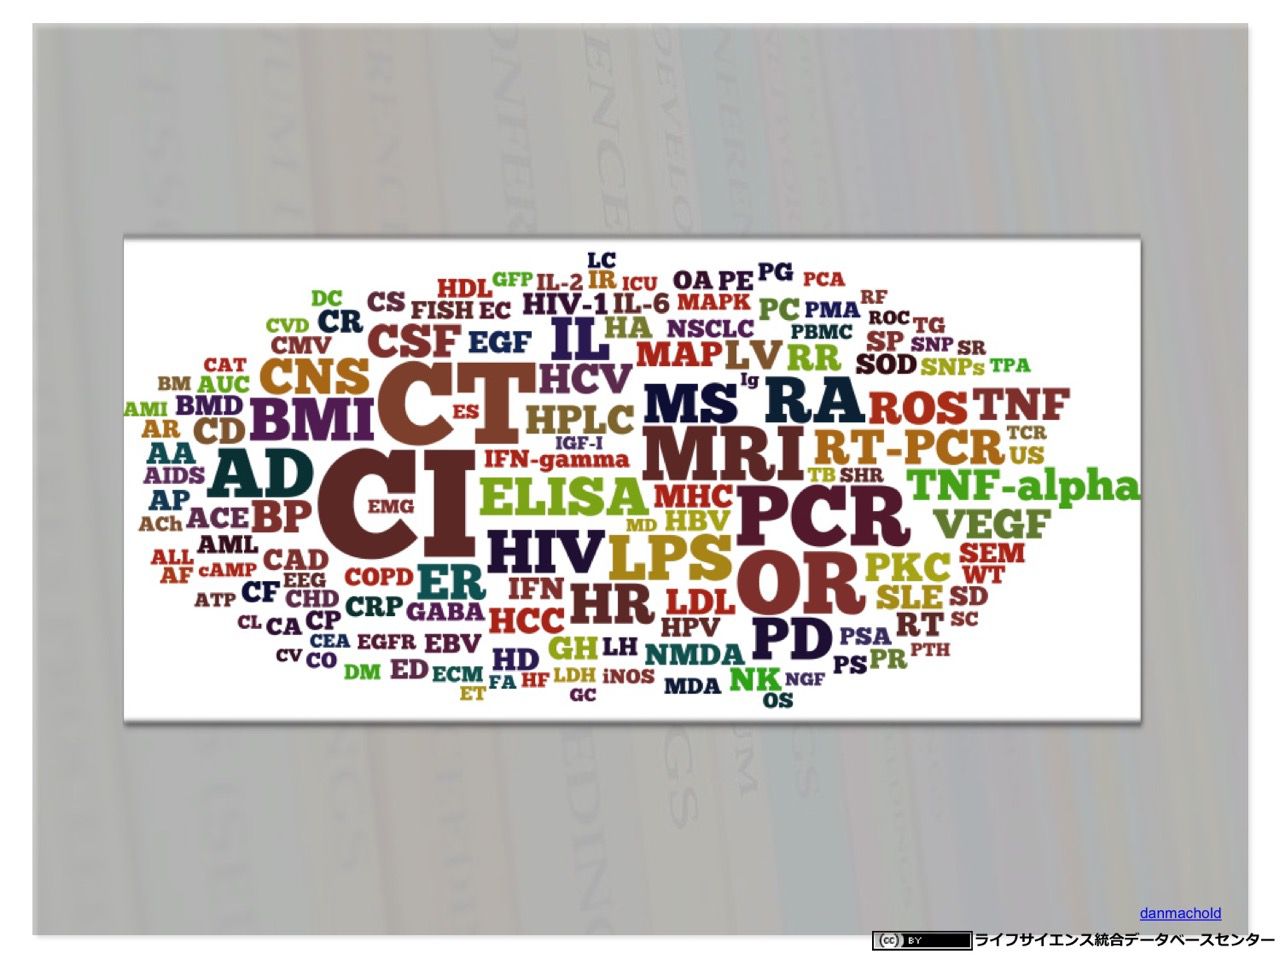 LC
HDL GFP IL-2 IR ICU OA PE PG PCA
DC CS FISH EC HIV-1 IL-6 MAPK PC PMA RF
CVD CR CSF EGF IL HA NSCLC PBMC ROC TG
CMV MAP LV RR SP SNP SR
CAT CNS CT HCV Ig SOD SNPs TPA
BM AUC MS RA ROS TNF
AMI BMD BMI ES HPLC
AR CD IGF-I MRI RT-PCR TCR
AA AD CI IFN-gamma US
AIDS ELISA MHC TB SHR TNF-alpha
AP EMG PCR
ACh ACE BP MD HBV VEGF
AML HIV LPS OR SEM
ALL CAD PKC
AF cAMP EEG COPD ER IFN HR LDL WT
ATP CF CHD CRP GABA SLE SD
CL CA CP HCC HPV PD RT SC
CEA EGFR EBV GH LH NMDA PSA PTH
CV CO HD PS PR
DM ED ECM FA HF LDH iNOS MDA NK NGF
ET GC OS
danmachold
cc BY ライフサイエンス統合データベースセンター